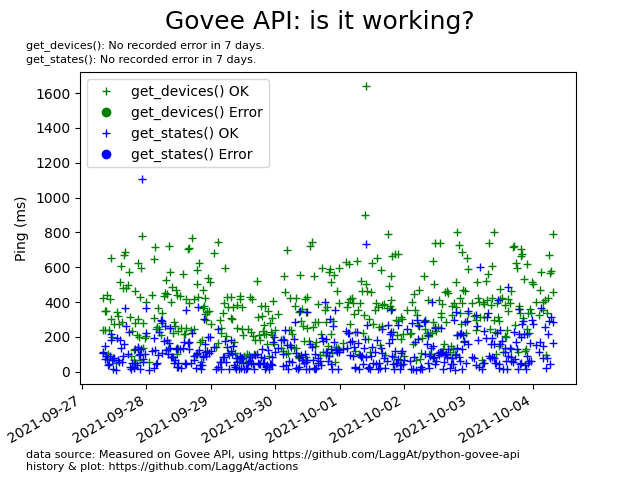 Govee API: is it working?
get_devices(): No recorded error in 7 days.
get_states(): No recorded error in 7 days.
get_devices() OK
get_devices() Error
get_states() OK
get_states() Error
Ping (ms)
1600
1400
1200
1000
800
600
400
200
0
2021-09-27
2021-09-28
2021-09-29
2021-09-30
2021-10-01
2021-10-02
2021-10-03
2021-10-04
data source: Measured on Govee API, using https://github.com/LaggAt/python-govee-api
history & plot: https://github.com/LaggAt/actions